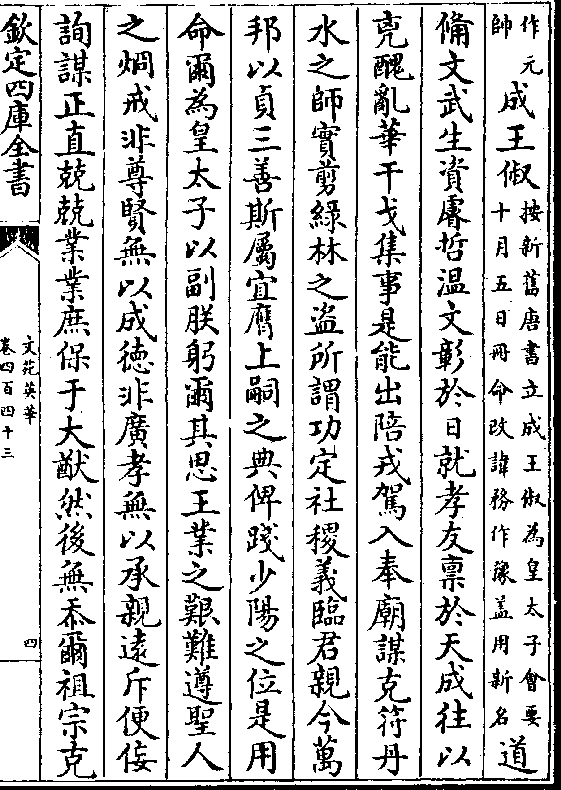 作元帥成王俶按新舊唐書立成王俶為皇太子會要十月五日冊命改諱務作豫蓋用新名道
備文武生資睿哲温文彰於日就孝友禀於天成往以
兇醜亂華干戈集事是能出陪戎駕入奉廟謀克符丹
水之師實剪緑林之盗所謂功定社稷義臨君親今萬
邦以貞三善斯屬宜膺上嗣之典俾踐少陽之位是用
命爾為皇太子以副朕躬爾其思王業之艱難遵聖人
之炯戒非尊賢無以成徳非廣孝無以承親逺斥便佞
詢謀正直兢兢業業庶保于大猷然後無忝爾祖宗克
欽定四庫全書
文苑英華
卷四百四十三
四